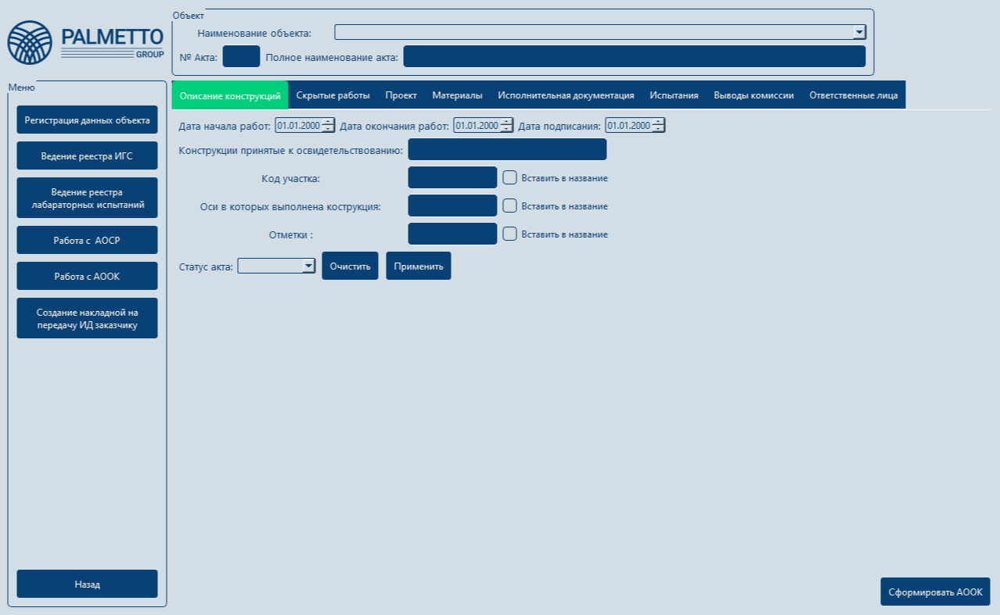 PALMETTO
GROUP
Объект
Наименование объекта:
№ Акта: Полное наименование акта:
Меню
Регистрация данных объекта
Ведение реестра ИГС
Ведение реестра
лабараторных испытаний
Работа с АОСР
Работа с АООК
Создание накладной на
передачу ИД заказчику
Назад
Описание конструкций Скрытые работы Проект Материалы Исполнительная документация Испытания Выводы комиссии Ответственные лица
Дата начала работ: 01.01.2000 Дата окончания работ: 01.01.2000 Дата подписания: 01.01.2000
Конструкции принятые к освидетельствованию:
Код участка: Вставить в название
Оси в которых выполнена кострукция: Вставить в название
Отметки : Вставить в название
Статус акта: Очистить Применить
Сформировать АООК